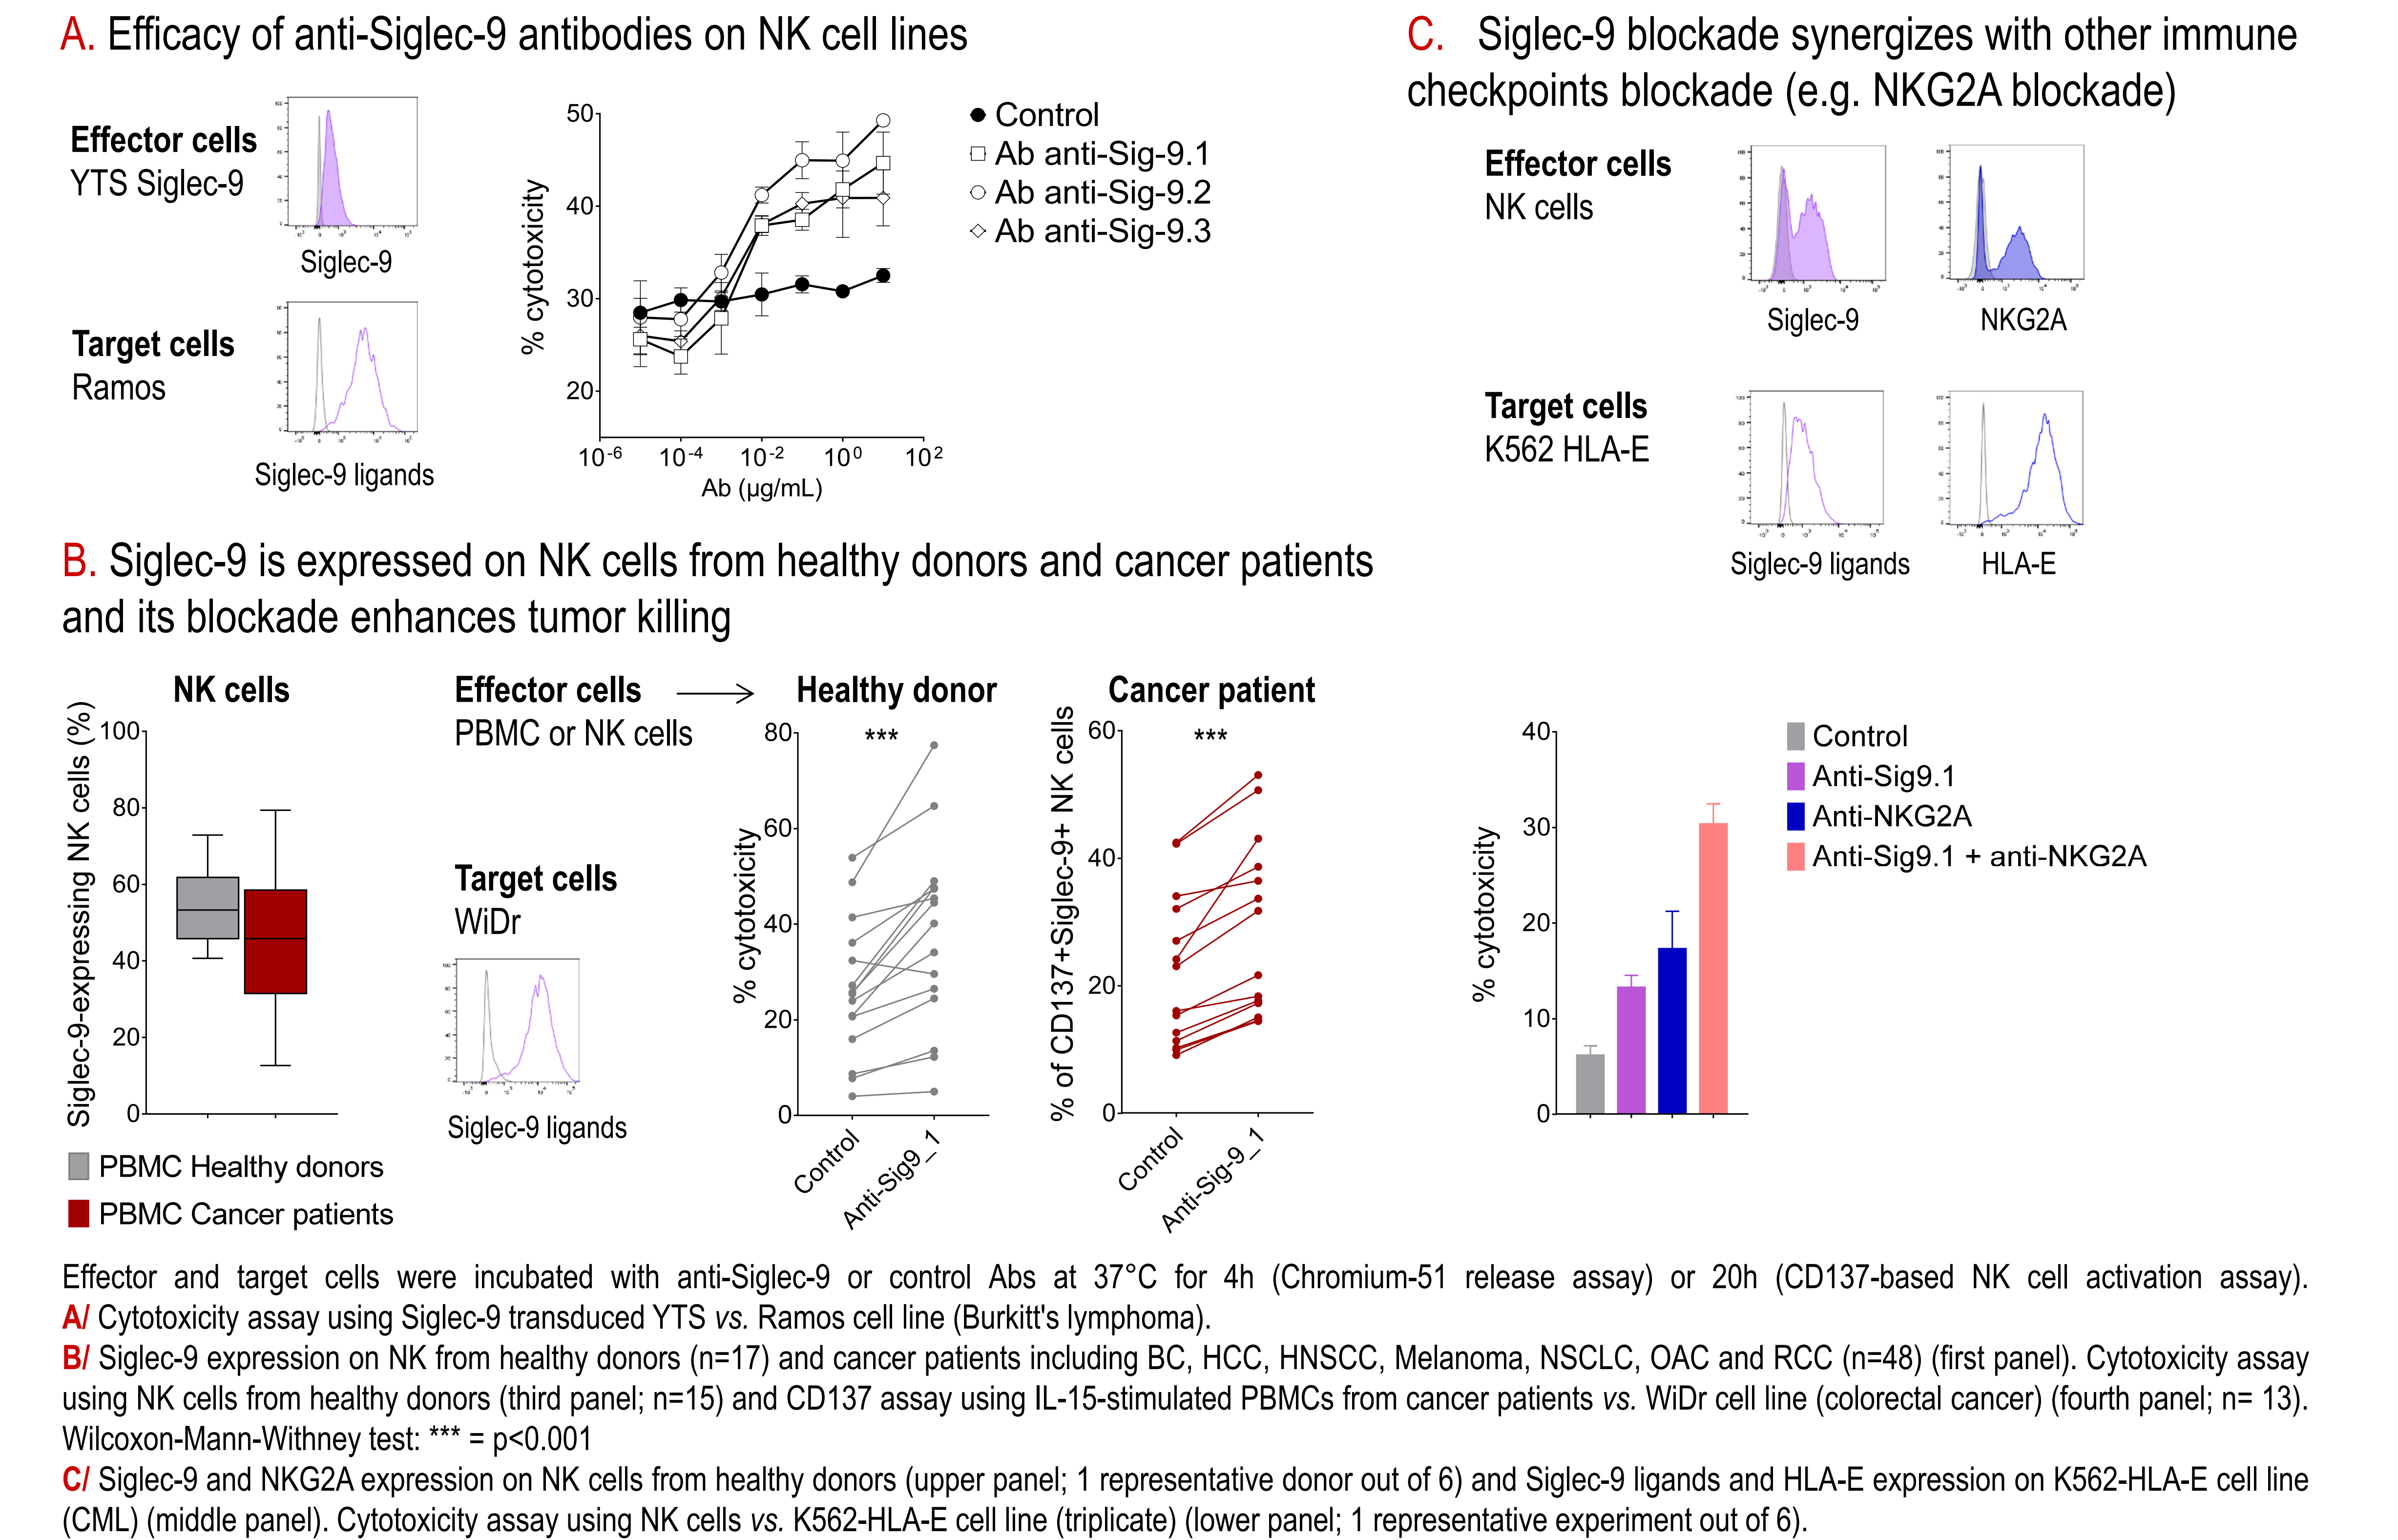 A. Efficacy of anti-Siglec-9 antibodies on NK cell lines
Effector cells
YTS Siglec-9
Siglec-9
Target cells
Ramos
Siglec-9 ligands
% cytotoxicity
50
40
30
20
10-6
10-4
10-2
100
102
Ab (µg/mL)
Control
Ab anti-Sig-9.1
Ab anti-Sig-9.2
Ab anti-Sig-9.3
C. Siglec-9 blockade synergizes with other immune
checkpoints blockade (e.g. NKG2A blockade)
Effector cells
NK cells
Siglec-9
NKG2A
Target cells
K562 HLA-E
Siglec-9 ligands
HLA-E
B. Siglec-9 is expressed on NK cells from healthy donors and cancer patients
and its blockade enhances tumor killing
NK cells
Siglec-9-expressing NK cells (%)
100
80
60
40
20
0
PBMC Healthy donors
PBMC Cancer patients
Effector cells
PBMC or NK cells
Target cells
WiDr
Siglec-9 ligands
Healthy donor
***
% cytotoxicity
80
60
40
20
0
Control
Anti-Sig9_1
Cancer patient
***
% of CD137+Siglec-9+ NK cells
60
40
20
0
Control
Anti-Sig-9_1
% cytotoxicity
40
30
20
10
0
Control
Anti-Sig9.1
Anti-NKG2A
Anti-Sig9.1 + anti-NKG2A
Effector and target cells were incubated with anti-Siglec-9 or control Abs at 37°C for 4h (Chromium-51 release assay) or 20h (CD137-based NK cell activation assay).
A/ Cytotoxicity assay using Siglec-9 transduced YTS vs. Ramos cell line (Burkitt's lymphoma).
B/ Siglec-9 expression on NK from healthy donors (n=17) and cancer patients including BC, HCC, HNSCC, Melanoma, NSCLC, OAC and RCC (n=48) (first panel). Cytotoxicity assay
using NK cells from healthy donors (third panel; n=15) and CD137 assay using IL-15-stimulated PBMCs from cancer patients vs. WiDr cell line (colorectal cancer) (fourth panel; n= 13).
Wilcoxon-Mann-Withney test: *** = p<0.001
C/ Siglec-9 and NKG2A expression on NK cells from healthy donors (upper panel; 1 representative donor out of 6) and Siglec-9 ligands and HLA-E expression on K562-HLA-E cell line
(CML) (middle panel). Cytotoxicity assay using NK cells vs. K562-HLA-E cell line (triplicate) (lower panel; 1 representative experiment out of 6).